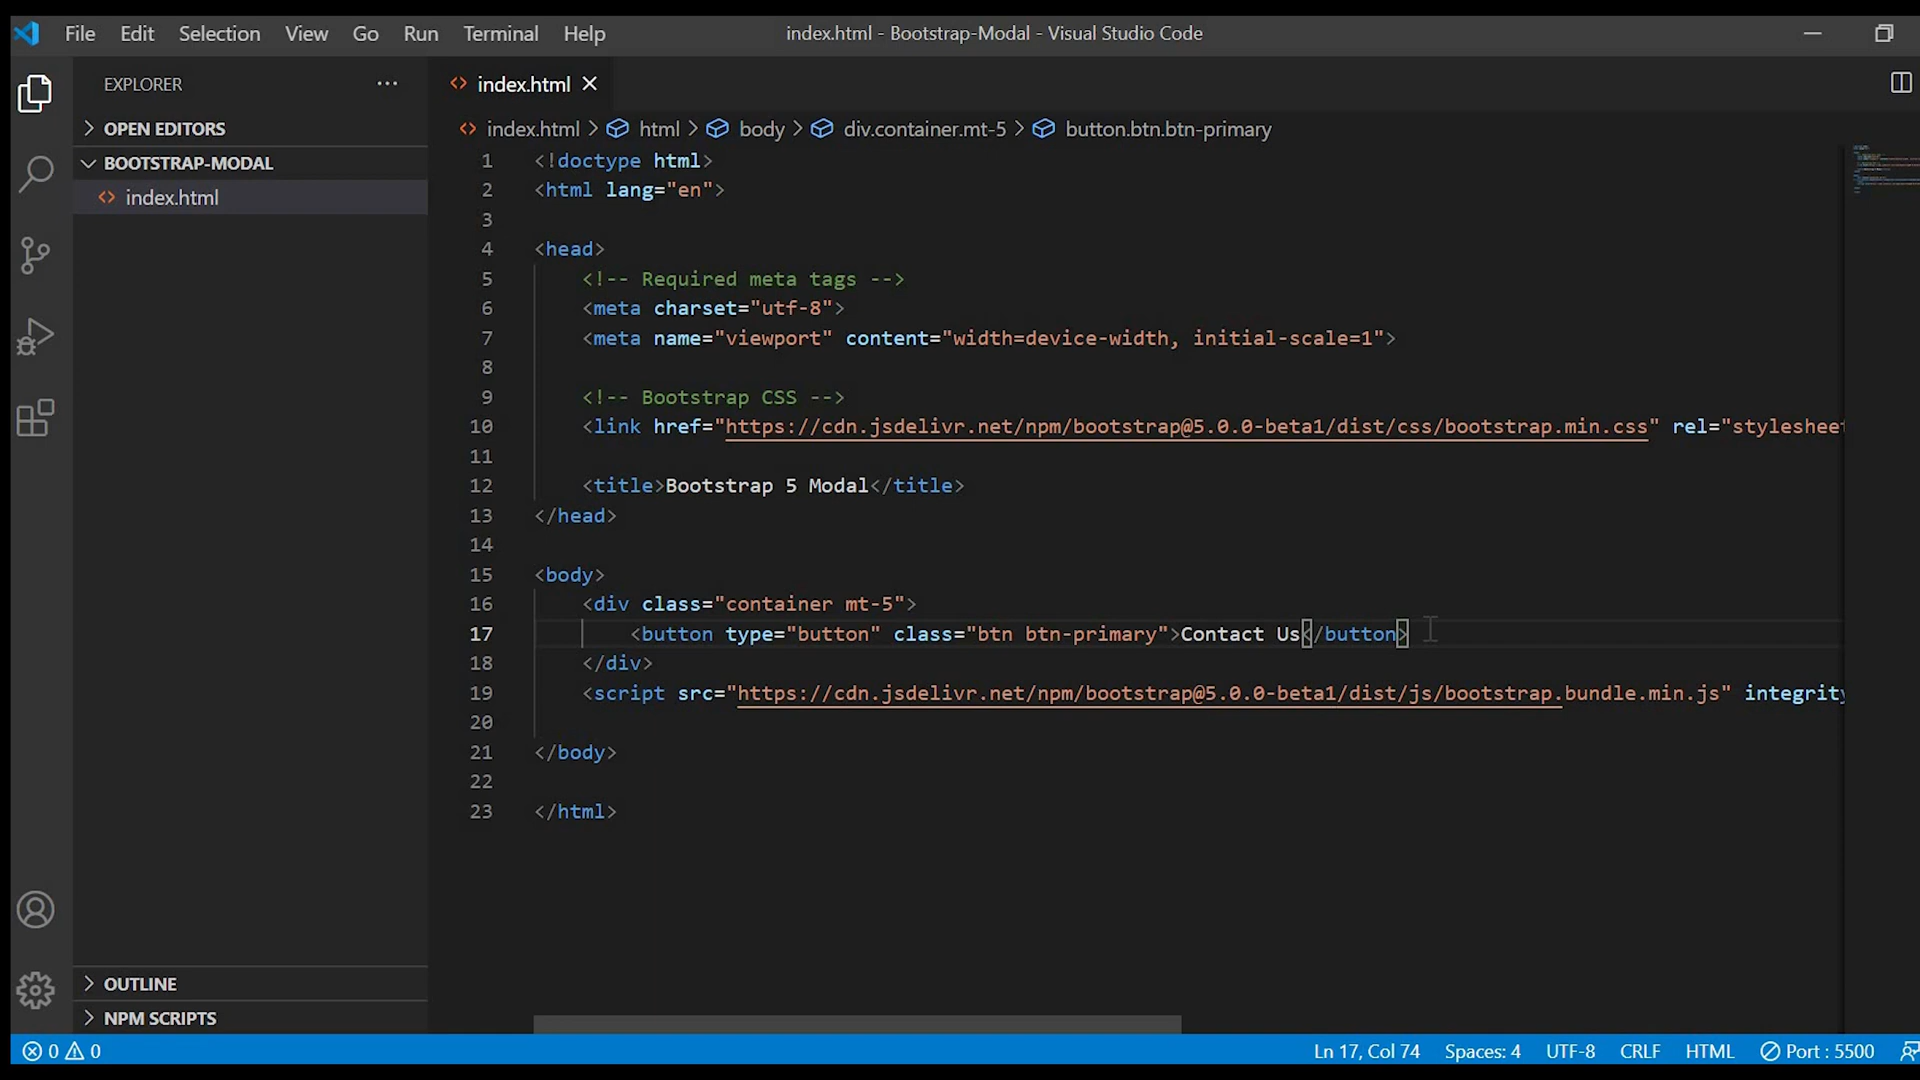 File Edit Selection View Go Run Terminal Help
index.html - Bootstrap-Modal - Visual Studio Code
EXPLORER ...
OPEN EDITORS
BOOTSTRAP-MODAL
index.html
OUTLINE
NPM SCRIPTS
index.html
index.html > html > body > div.container.mt-5 > button.btn.btn-primary
1 <!doctype html>
2 <html lang="en">
3
4 <head>
5 <!-- Required meta tags -->
6 <meta charset="utf-8">
7 <meta name="viewport" content="width=device-width, initial-scale=1">
8
9 <!-- Bootstrap CSS -->
10 <link href="https://cdn.jsdelivr.net/npm/bootstrap@5.0.0-beta1/dist/css/bootstrap.min.css" rel="stylesheet
11
12 <title>Bootstrap 5 Modal</title>
13 </head>
14
15 <body>
16 <div class="container mt-5">
17 <button type="button" class="btn btn-primary">Contact Us</button>
18 </div>
19 <script src="https://cdn.jsdelivr.net/npm/bootstrap@5.0.0-beta1/dist/js/bootstrap.bundle.min.js" integrity
20
21 </body>
22
23 </html>
0 0
Ln 17, Col 74 Spaces: 4 UTF-8 CRLF HTML Port : 5500